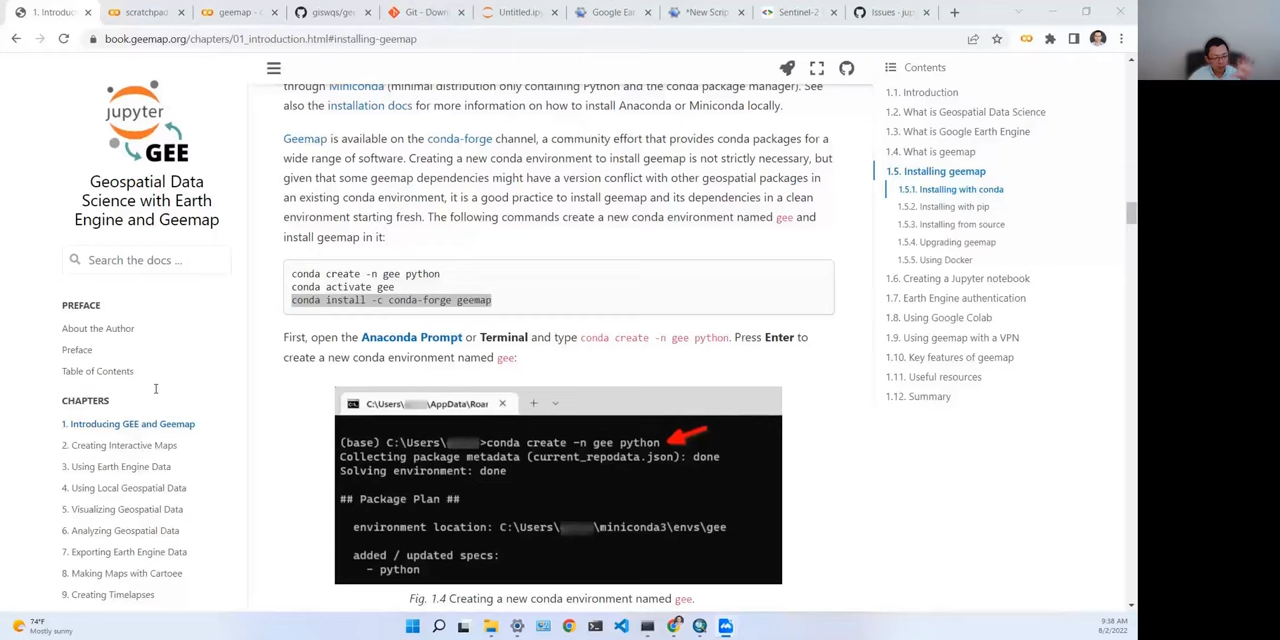 1. Introduc
scratchpad
geemap - C
giswqs/gee
Git - Down
Untitled.ipy
Google Ear
*New Scrip
Sentinel-2
Issues · jup
book.geemap.org/chapters/01_introduction.html#installing-geemap
jupyter
GEE
Geospatial Data
Science with Earth
Engine and Geemap
Search the docs ...
PREFACE
About the Author
Preface
Table of Contents
CHAPTERS
1. Introducing GEE and Geemap
2. Creating Interactive Maps
3. Using Earth Engine Data
4. Using Local Geospatial Data
5. Visualizing Geospatial Data
6. Analyzing Geospatial Data
7. Exporting Earth Engine Data
8. Making Maps with Cartoee
9. Creating Timelapses
through Miniconda (minimal distribution only containing Python and the conda package manager). See
also the installation docs for more information on how to install Anaconda or Miniconda locally.
Geemap is available on the conda-forge channel, a community effort that provides conda packages for a
wide range of software. Creating a new conda environment to install geemap is not strictly necessary, but
given that some geemap dependencies might have a version conflict with other geospatial packages in
an existing conda environment, it is a good practice to install geemap and its dependencies in a clean
environment starting fresh. The following commands create a new conda environment named gee and
install geemap in it:
conda create -n gee python
conda activate gee
conda install -c conda-forge geemap
First, open the Anaconda Prompt or Terminal and type conda create -n gee python. Press Enter to
create a new conda environment named gee:
C:\Users\ \AppData\Roar
(base) C:\Users\ >conda create -n gee python
Collecting package metadata (current_repodata.json): done
Solving environment: done
## Package Plan ##
environment location: C:\Users\ \miniconda3\envs\gee
added / updated specs:
- python
Fig. 1.4 Creating a new conda environment named gee.
Contents
1.1. Introduction
1.2. What is Geospatial Data Science
1.3. What is Google Earth Engine
1.4. What is geemap
1.5. Installing geemap
1.5.1. Installing with conda
1.5.2. Installing with pip
1.5.3. Installing from source
1.5.4. Upgrading geemap
1.5.5. Using Docker
1.6. Creating a Jupyter notebook
1.7. Earth Engine authentication
1.8. Using Google Colab
1.9. Using geemap with a VPN
1.10. Key features of geemap
1.11. Useful resources
1.12. Summary
74°F
Mostly sunny
9:38 AM
8/2/2022